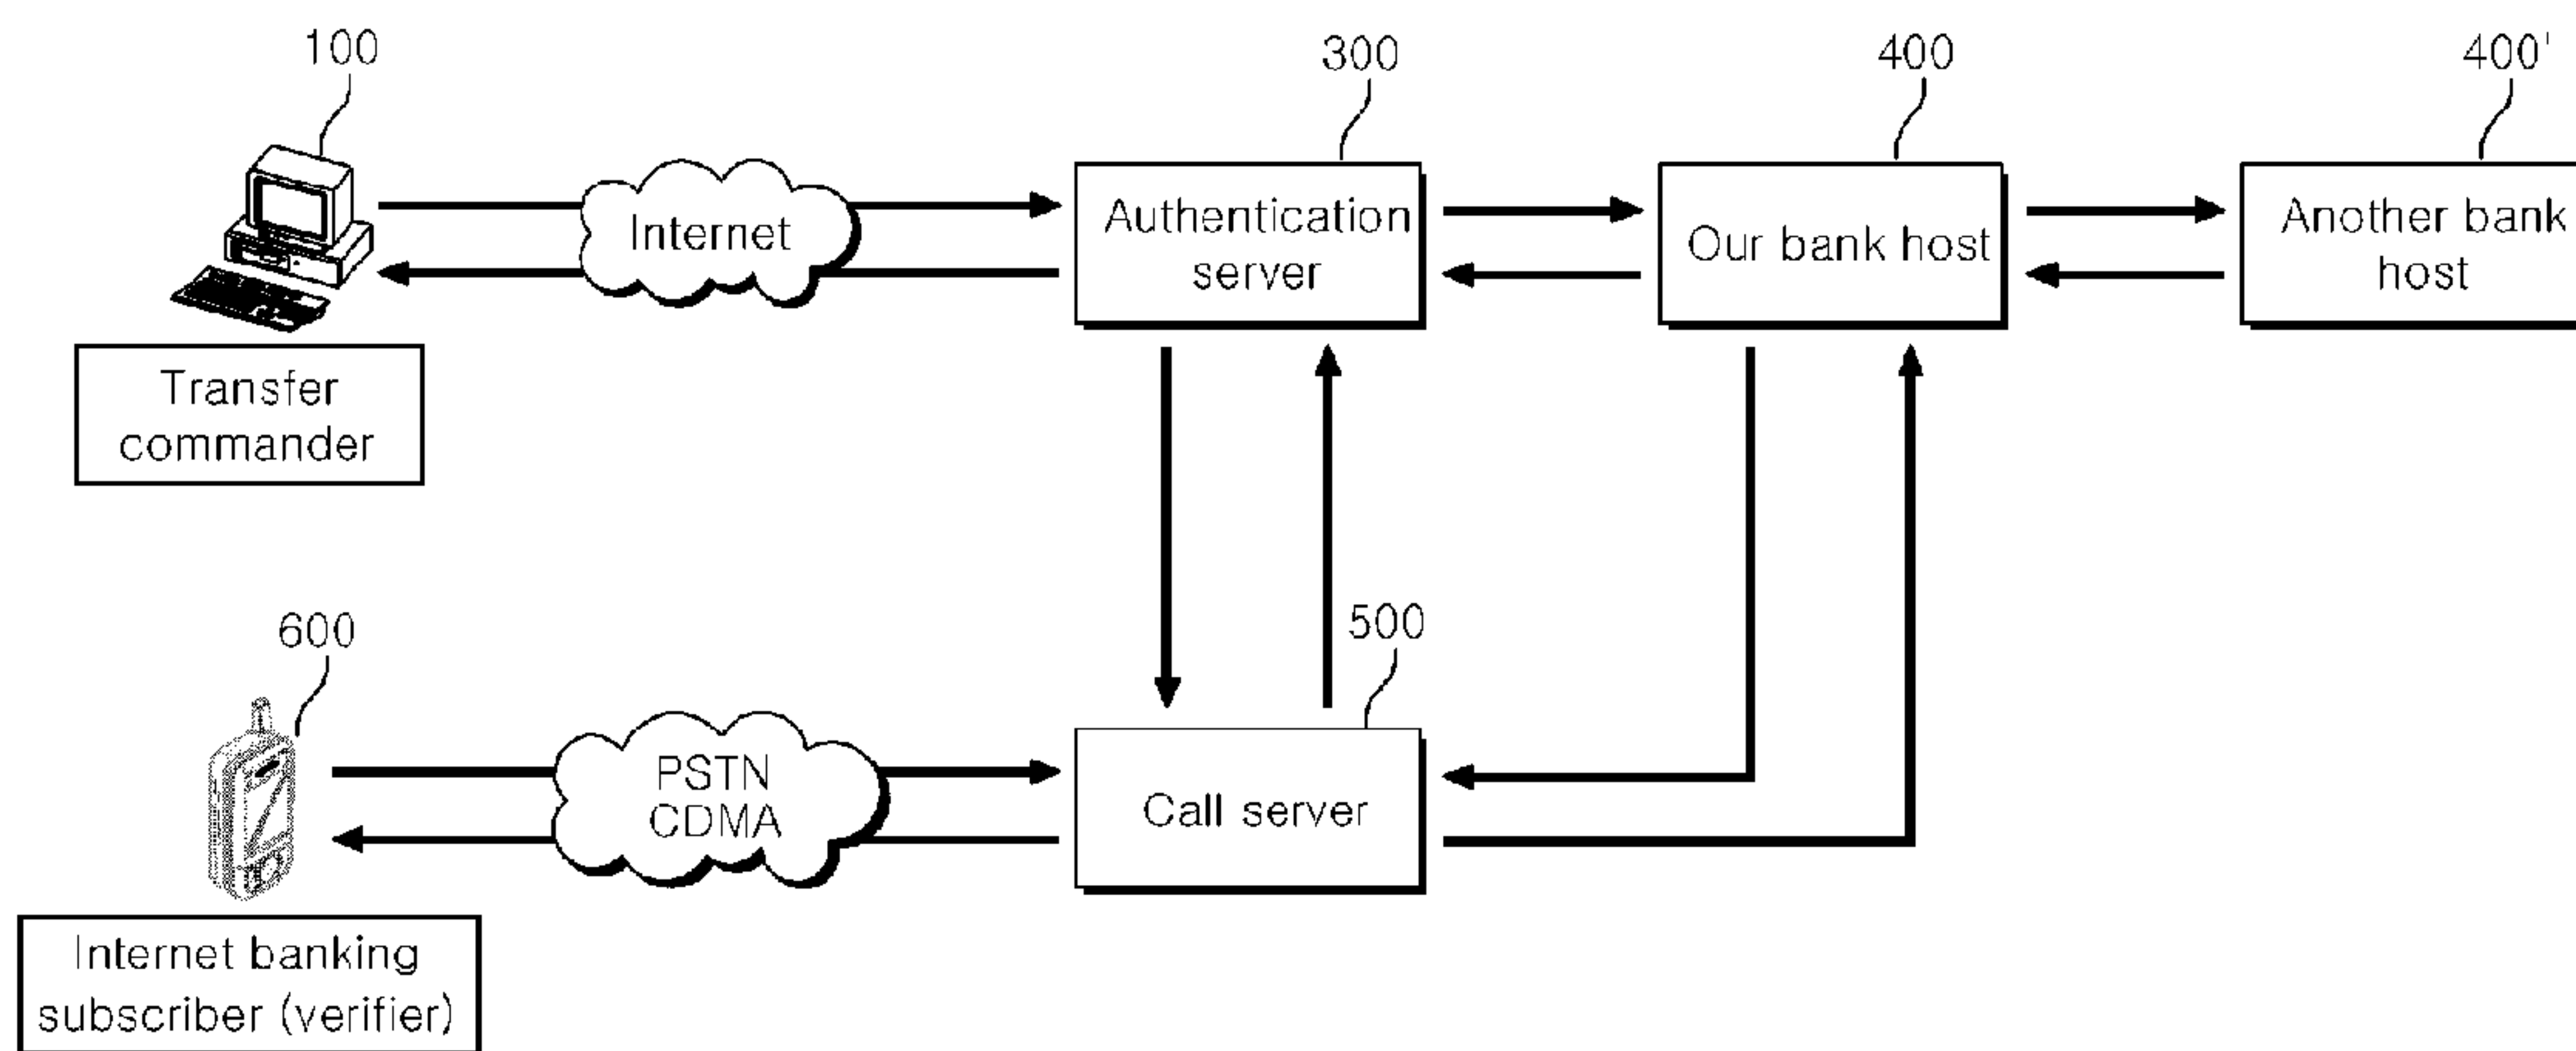 100
300
400
400'
Internet
Authentication
server
Our bank host
Another bank
host
Transfer
commander
600
500
PSTN
CDMA
Call server
Internet banking
subscriber (verifier)